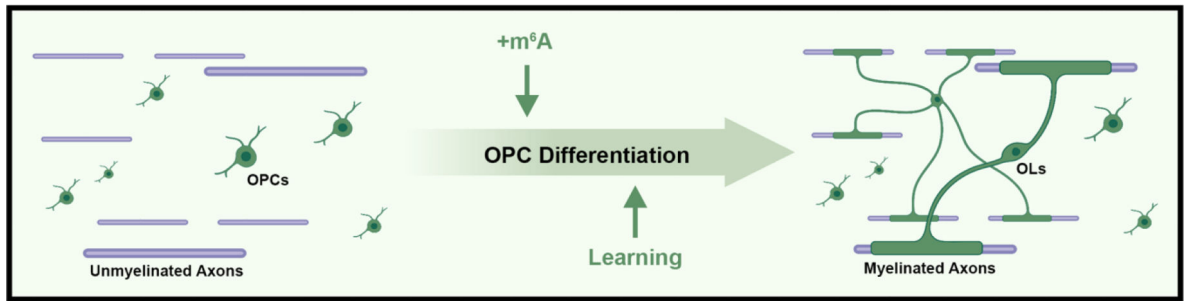 +m⁶A
OPC Differentiation
OPCs
OLs
Learning
Unmyelinated Axons
Myelinated Axons